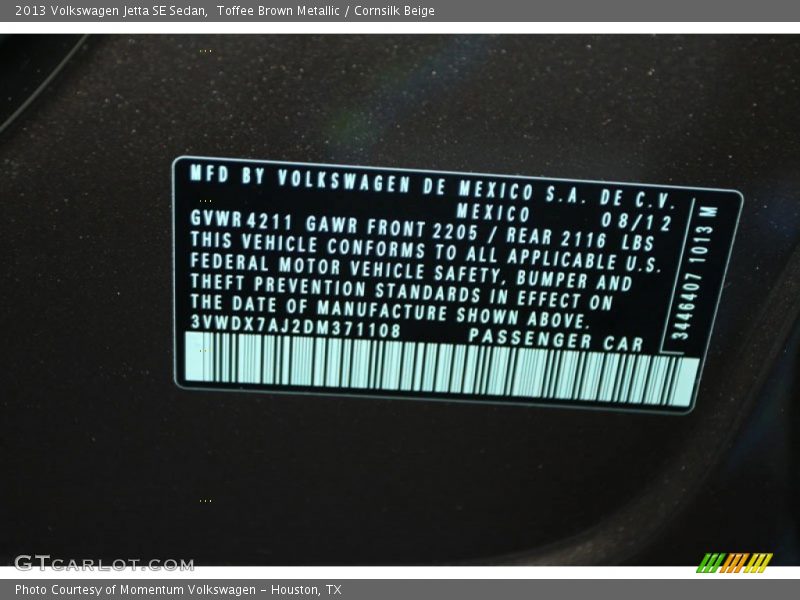 2013 Volkswagen Jetta SE Sedan, Toffee Brown Metallic / Cornsilk Beige
MFD BY VOLKSWAGEN DE MEXICO S.A. DE C.V.
MEXICO 08/12
GVWR 4211 GAWR FRONT 2205 / REAR 2116 LBS
THIS VEHICLE CONFORMS TO ALL APPLICABLE U.S.
FEDERAL MOTOR VEHICLE SAFETY, BUMPER AND
THEFT PREVENTION STANDARDS IN EFFECT ON
THE DATE OF MANUFACTURE SHOWN ABOVE.
3VWDX7AJ2DM371108 PASSENGER CAR
3446407 1013 M
GTCARLOT.COM
Photo Courtesy of Momentum Volkswagen - Houston, TX